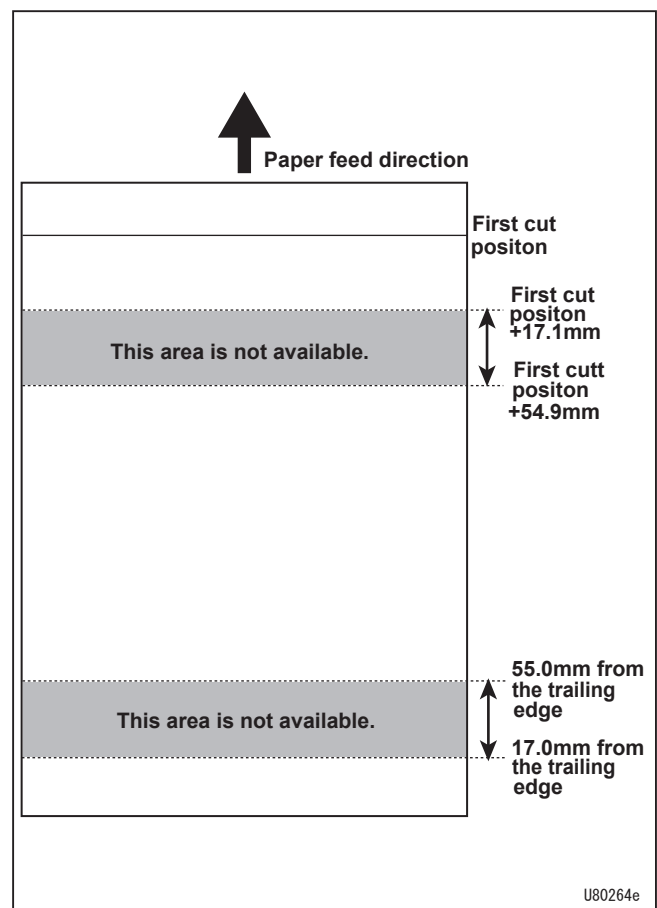 Paper feed direction
First cut
positon
First cut
positon
+17.1mm
This area is not available.
First cutt
positon
+54.9mm
55.0mm from
the trailing
edge
This area is not available.
17.0mm from
the trailing
edge
U80264e